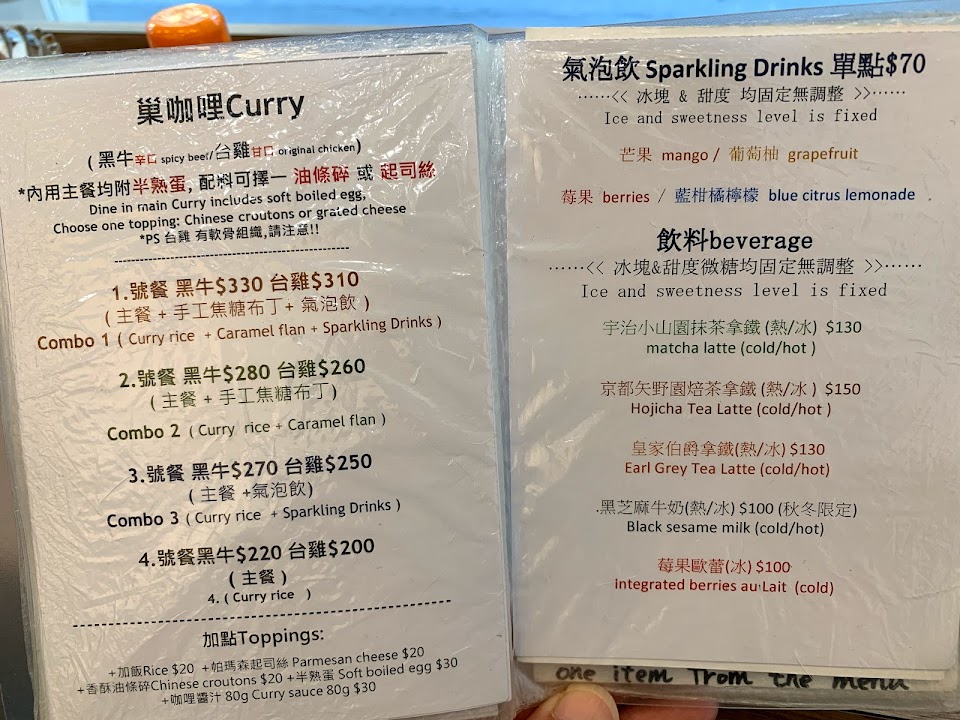 巢咖哩Curry
( 黑牛辛口 spicy beef/台雞甘口 original chicken)
*內用主餐均附半熟蛋, 配料可擇一 油條碎 或 起司絲
Dine in main Curry includes soft boiled egg,
Choose one topping: Chinese croutons or grated cheese
*PS 台雞 有軟骨組織,請注意!!
1.號餐 黑牛$330 台雞$310
( 主餐 + 手工焦糖布丁+ 氣泡飲 )
Combo 1 ( Curry rice + Caramel flan + Sparkling Drinks )
2.號餐 黑牛$280 台雞$260
( 主餐 + 手工焦糖布丁)
Combo 2 ( Curry rice + Caramel flan )
3.號餐 黑牛$270 台雞$250
( 主餐 +氣泡飲)
Combo 3 ( Curry rice + Sparkling Drinks )
4.號餐黑牛$220 台雞$200
( 主餐 )
4. ( Curry rice )
加點Toppings:
+加飯Rice $20 +帕瑪森起司絲 Parmesan cheese $20
+香酥油條碎Chinese croutons $20 +半熟蛋 Soft boiled egg $30
+咖哩醬汁 80g Curry sauce 80g $30
氣泡飲 Sparkling Drinks 單點$70
······<< 冰塊 & 甜度 均固定無調整 >>······
Ice and sweetness level is fixed
芒果 mango / 葡萄柚 grapefruit
莓果 berries / 藍柑橘檸檬 blue citrus lemonade
飲料beverage
······<< 冰塊&甜度微糖均固定無調整 >>······
Ice and sweetness level is fixed
宇治小山園抹茶拿鐵 (熱/冰) $130
matcha latte (cold/hot )
京都矢野園焙茶拿鐵 (熱/冰 ) $150
Hojicha Tea Latte (cold/hot )
皇家伯爵拿鐵(熱/冰) $130
Earl Grey Tea Latte (cold/hot)
.黑芝麻牛奶(熱/冰) $100 (秋冬限定)
Black sesame milk (cold/hot)
莓果歐蕾(冰) $100
integrated berries au Lait (cold)
one item from the menu